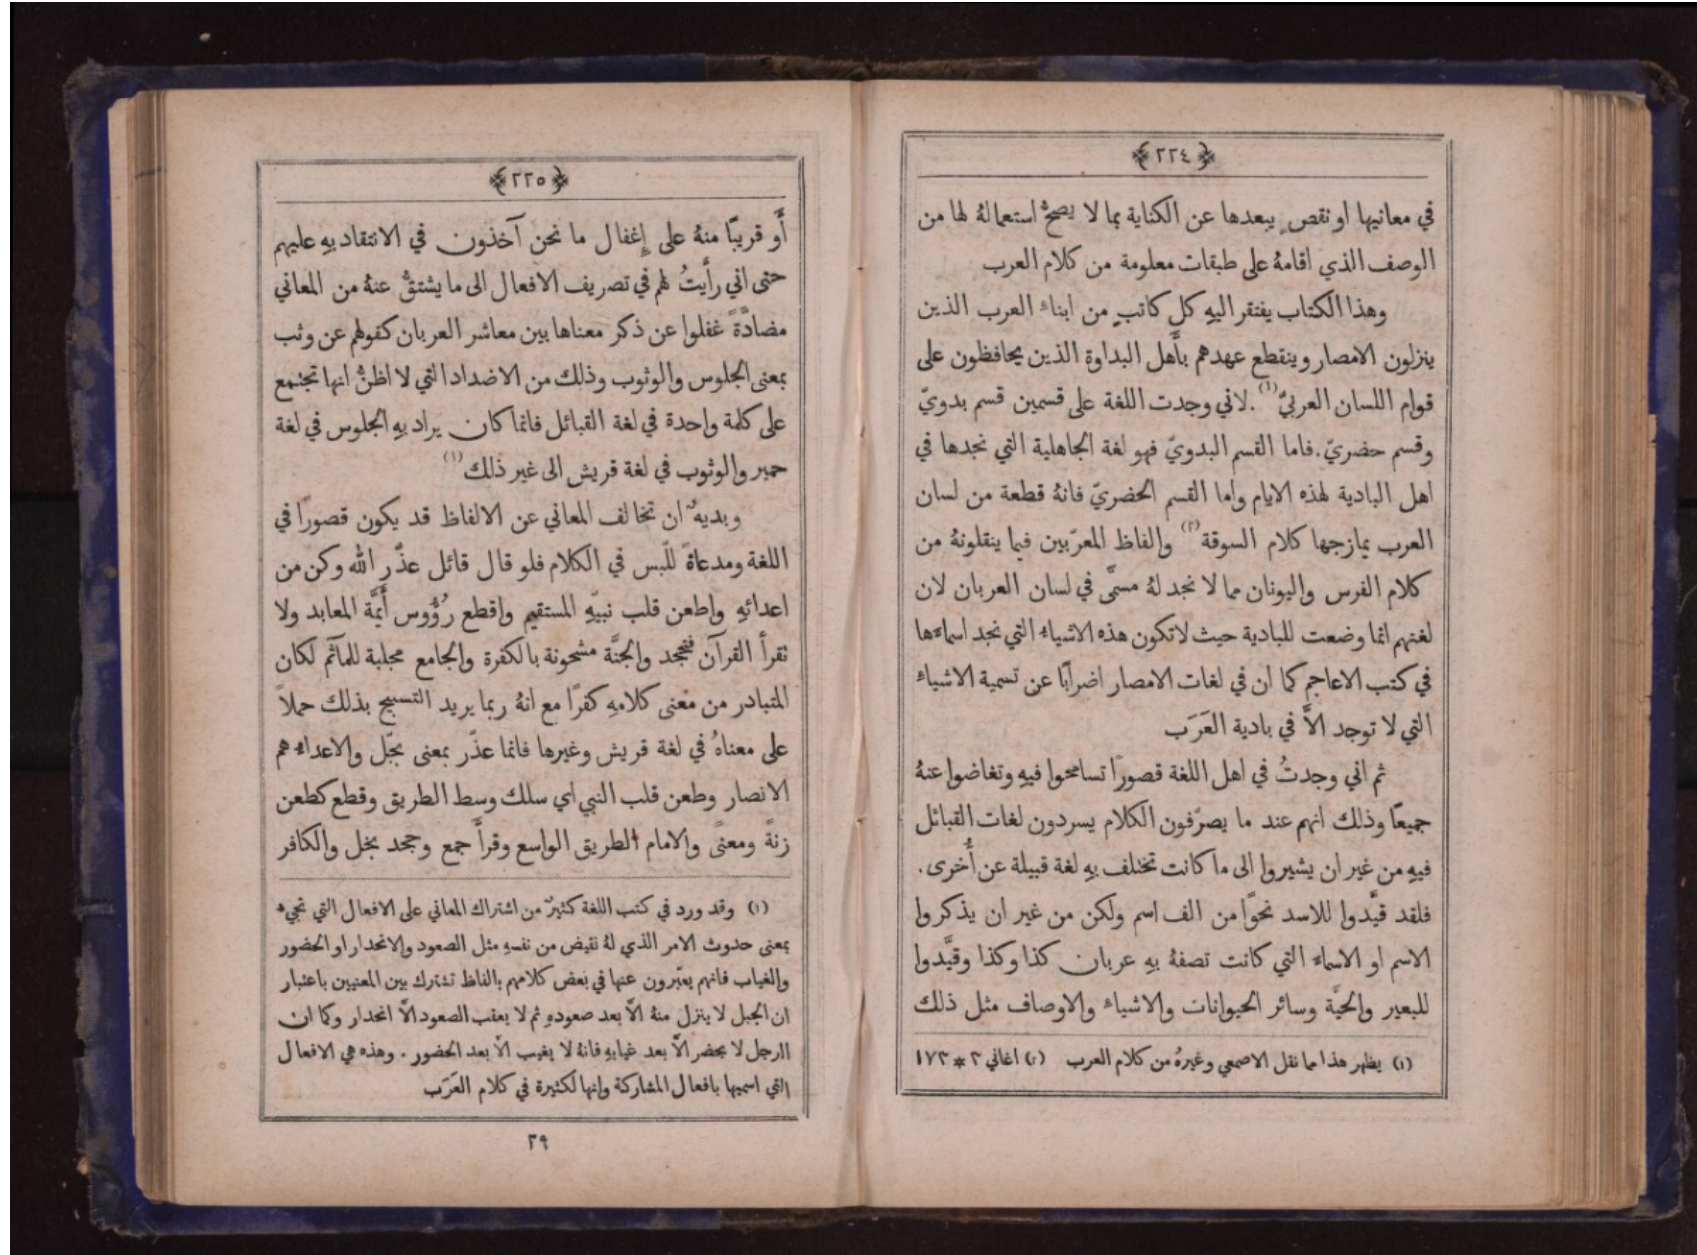 ﴿٢٢٤﴾
في معانيها او نقصٍ يبعدها عن الكناية بما لا يصحُّ استعمالهُ لها من
الوصف الذي اقامهُ على طبقات معلومة من كلام العرب
وهذا الكتاب يفتقر اليهِ كل كاتبٍ من ابناء العرب الذين
ينزلون الامصار وينقطع عهدهم بأَهل البداوة الذين يحافظون على
قوام اللسان العربيّ(١). لاني وجدت اللغة على قسمين قسم بدويّ
وقسم حضريّ. فاما القسم البدويّ فهو لغة الجاهلية التي نجدها في
اهل البادية لهذه الايام واما القسم الحضريّ فانهُ قطعة من لسان
العرب يمازجها كلام السوقة(٢) والفاظ المعرّبين فيما ينقلونهُ من
كلام الفرس واليونان مما لا نجد لهُ مسمًّى في لسان العربان لان
لغتهم انما وضعت للبادية حيث لا تكون هذه الاشياء التي نجد اسماءها
في كتب الاعاجم كما ان في لغات الامصار اضرابًا عن تسمية الاشياء
التي لا توجد الاَّ في بادية العَرَب
ثم اني وجدتُ في اهل اللغة قصورًا تسامحوا فيهِ وتغاضوا عنهُ
جميعًا وذلك انهم عند ما يصرّفون الكلام يسردون لغات القبائل
فيهِ من غير ان يشيروا الى ما كانت تختلف بهِ لغة قبيلة عن أُخرى.
فلقد قيَّدوا للاسد نحوًا من الف اسم ولكن من غير ان يذكروا
الاسم او الاسماء التي كانت تصفهُ بهِ عربان كذا وكذا وقيَّدوا
للبعير والحيَّة وسائر الحيوانات والاشياء والاوصاف مثل ذلك
(١) يظهر هذا مما نقل الاصمعي وغيرهُ من كلام العرب (٢) اغاني ٣ * ١٧٣
﴿٢٢٥﴾
أَو قريبًا منهُ على إِغفال ما نحن آخذون في الانتقاد بهِ عليهم
حتى اني رأَيتُ لهم في تصريف الافعال الى ما يشتقُّ عنهُ من المعاني
مضادَّةً غفلوا عن ذكر معناها بين معاشر العربان كقولهم عن وثب
بمعنى الجلوس والوثوب وذلك من الاضداد التي لا اظنُّ انها تجتمع
على كلمة واحدة في لغة القبائل فانما كان يراد بهِ الجلوس في لغة
حمير والوثوب في لغة قريش الى غير ذلك(١)
وبديهٌ ان تخالف المعاني عن الالفاظ قد يكون قصورًا في
اللغة ومدعاةً للَّبس في الكلام فلو قال قائل عذّر الله وكن من
اعدائهِ واطعن قلب نبيّهِ المستقيم واقطع رُؤُوس أَيمَّة المعابد ولا
تقرأ القرآن فتجحد والجنَّة مشحونة بالكفرة والجامع مجلبة للمآثم لكان
المتبادر من معنى كلامهِ كفرًا مع انهُ ربما يريد التسبيح بذلك حملاً
على معناهُ في لغة قريش وغيرها فانما عذّر بمعنى بجّل والاعداءُ هم
الانصار وطعن قلب النبي اي سلك وسط الطريق وقطع كطعن
زنةً ومعنًى والامام الطريق الواسع وقرأَ جمع وجحد بخل والكافر
(١) وقد ورد في كتب اللغة كثيرٌ من اشتراك المعاني على الافعال التي تجيء
بمعنى حدوث الامر الذي لهُ نقيض من نفسهِ مثل الصعود والانحدار او الحضور
والغياب فانهم يعبّرون عنها في بعض كلامهم بالفاظ تشترك بين المعنيين باعتبار
ان الجبل لا ينزل منهُ الاَّ بعد صعودهِ ثم لا يعقب الصعود الاَّ انحدار وكما ان
الرجل لا يحضر الاَّ بعد غيابهِ فانهُ لا يغيب الاَّ بعد الحضور. وهذه هي الافعال
التي اسميها بافعال المشاركة وانها لكثيرة في كلام العَرَب
٢٩